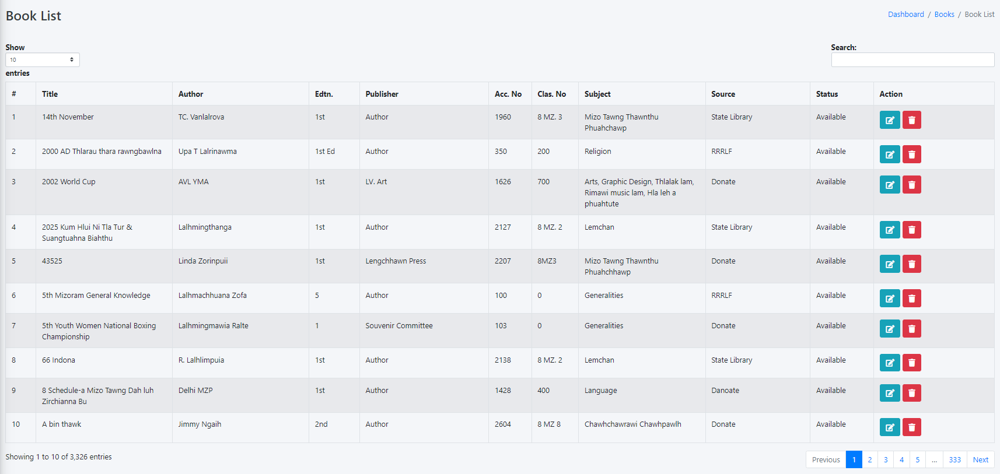 Book List
Dashboard / Books / Book List
Show
10
entries
Search:
# Title Author Edtn. Publisher Acc. No Clas. No Subject Source Status Action
1 14th November TC. Vanlalrova 1st Author 1960 8 MZ. 3 Mizo Tawng Thawnthu State Library Available
Phuahchawp
2 2000 AD Thlarau thara rawngbawlna Upa T Lalrinawma 1st Ed Author 350 200 Religion RRRLF Available
3 2002 World Cup AVL YMA 1st LV. Art 1626 700 Arts, Graphic Design, Thlalak lam, Donate Available
Rimawi music lam, Hla leh a
phuahtute
4 2025 Kum Hlui Ni Tla Tur & Lalhmingthanga 1st Author 2127 8 MZ. 2 Lemchan State Library Available
Suangtuahna Biahthu
5 43525 Linda Zorinpuii 1st Lengchhawn Press 2207 8MZ3 Mizo Tawng Thawnthu Donate Available
Phuahchhawp
6 5th Mizoram General Knowledge Lalhmachhuana Zofa 5 Author 100 0 Generalities RRRLF Available
7 5th Youth Women National Boxing Lalhmingmawia Ralte 1 Souvenir Committee 103 0 Generalities Donate Available
Championship
8 66 Indona R. Lalhlimpuia 1st Author 2138 8 MZ. 2 Lemchan State Library Available
9 8 Schedule-a Mizo Tawng Dah luh Delhi MZP 1st Author 1428 400 Language Danoate Available
Zirchianna Bu
10 A bin thawk Jimmy Ngaih 2nd Author 2604 8 MZ 8 Chawhchawrawi Chawhpawlh Donate Available
Showing 1 to 10 of 3,326 entries
Previous 1 2 3 4 5 ... 333 Next